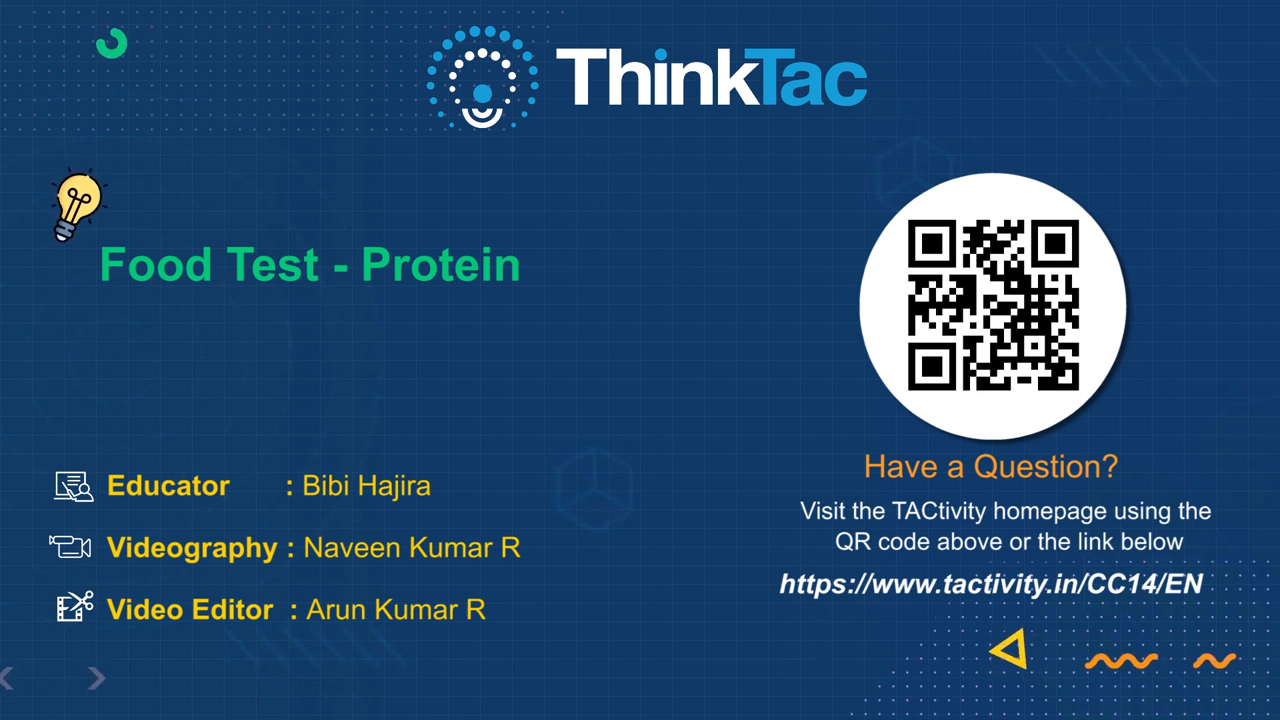 ThinkTac
Food Test - Protein
Educator : Bibi Hajira
Videography : Naveen Kumar R
Video Editor : Arun Kumar R
Have a Question?
Visit the TACtivity homepage using the
QR code above or the link below
https://www.tactivity.in/CC14/EN